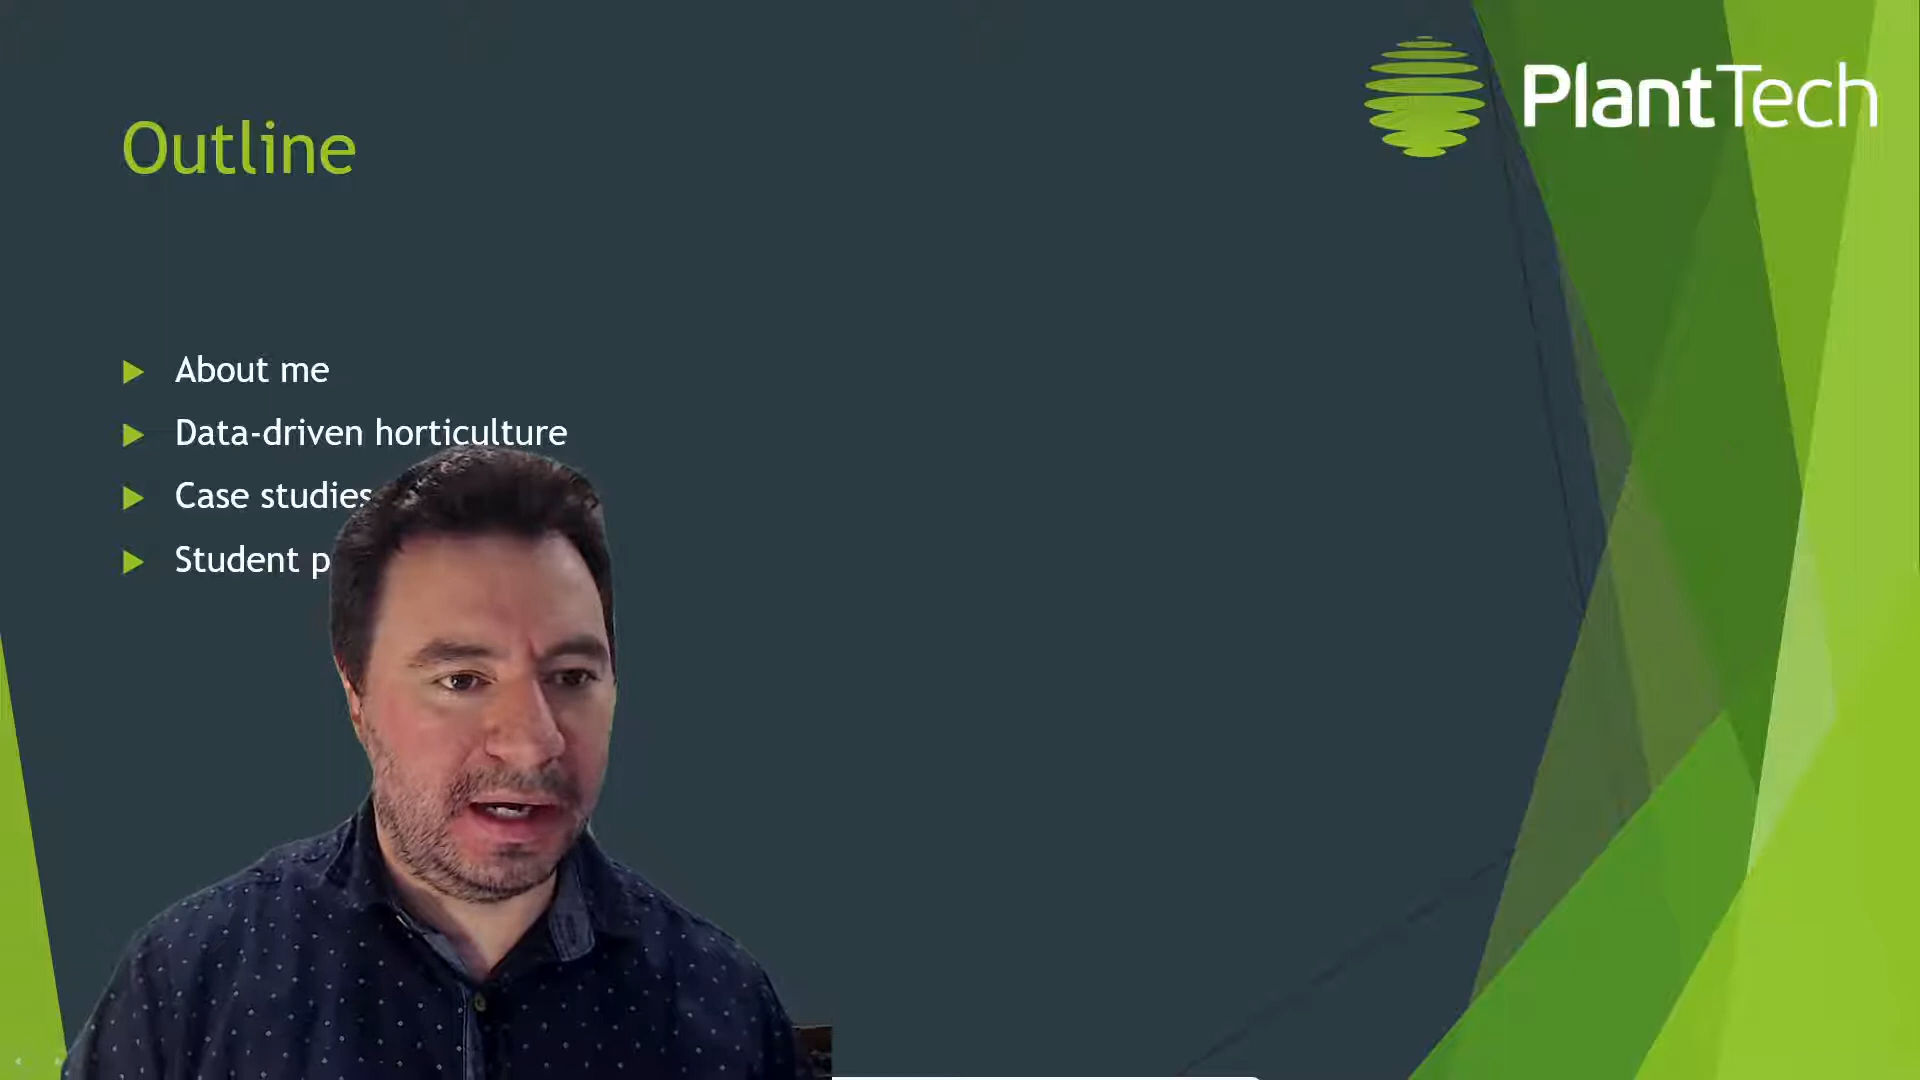 PlantTech
Outline
About me
Data-driven horticulture
Case studies
Student